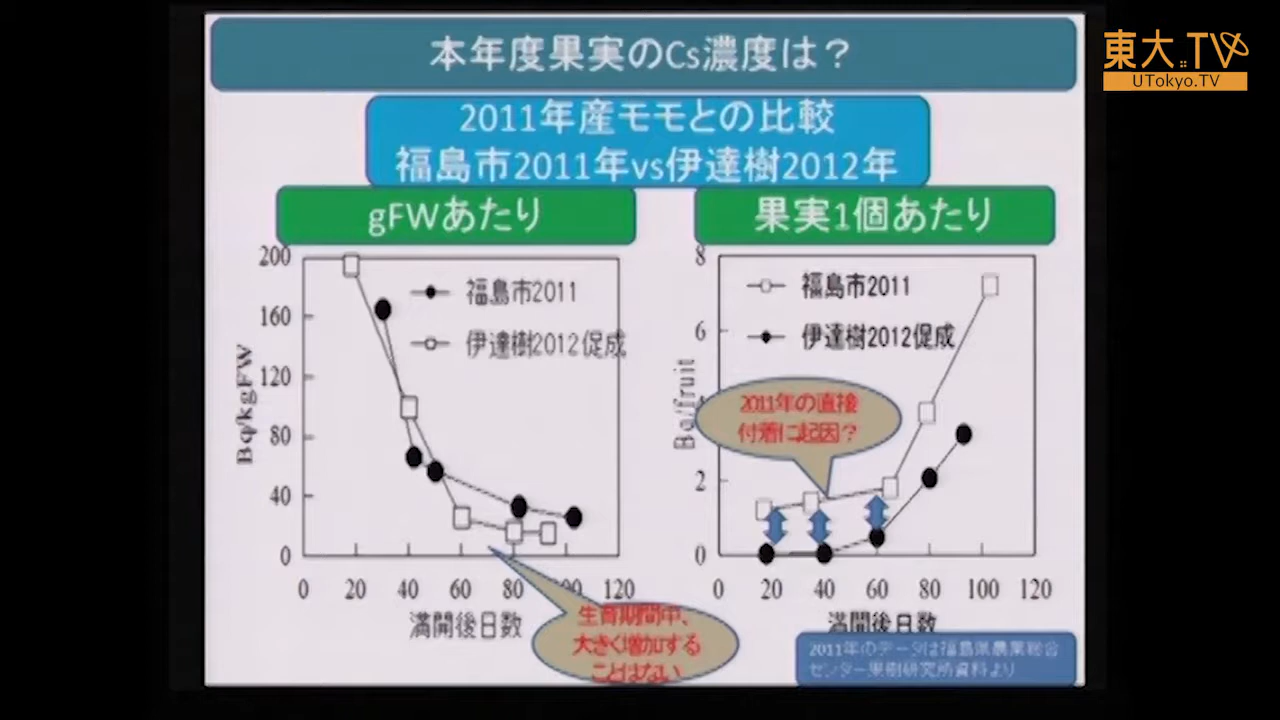 本年度果実のCs濃度は？
東大.TV
UTokyo.TV
2011年産モモとの比較
福島市2011年vs伊達樹2012年
gFWあたり
果実1個あたり
福島市2011
伊達樹2012促成
200
160
120
80
40
0
Bq/kgFW
0 20 40 60 80 100 120
満開後日数
生育期間中、
大きく増加する
ことはない
福島市2011
伊達樹2012促成
8
6
2
0
Bq/fruit
2011年の直接
付着に起因？
0 20 40 60 80 100 120
満開後日数
2011年のデータは福島県農業総合
センター果樹研究所資料より